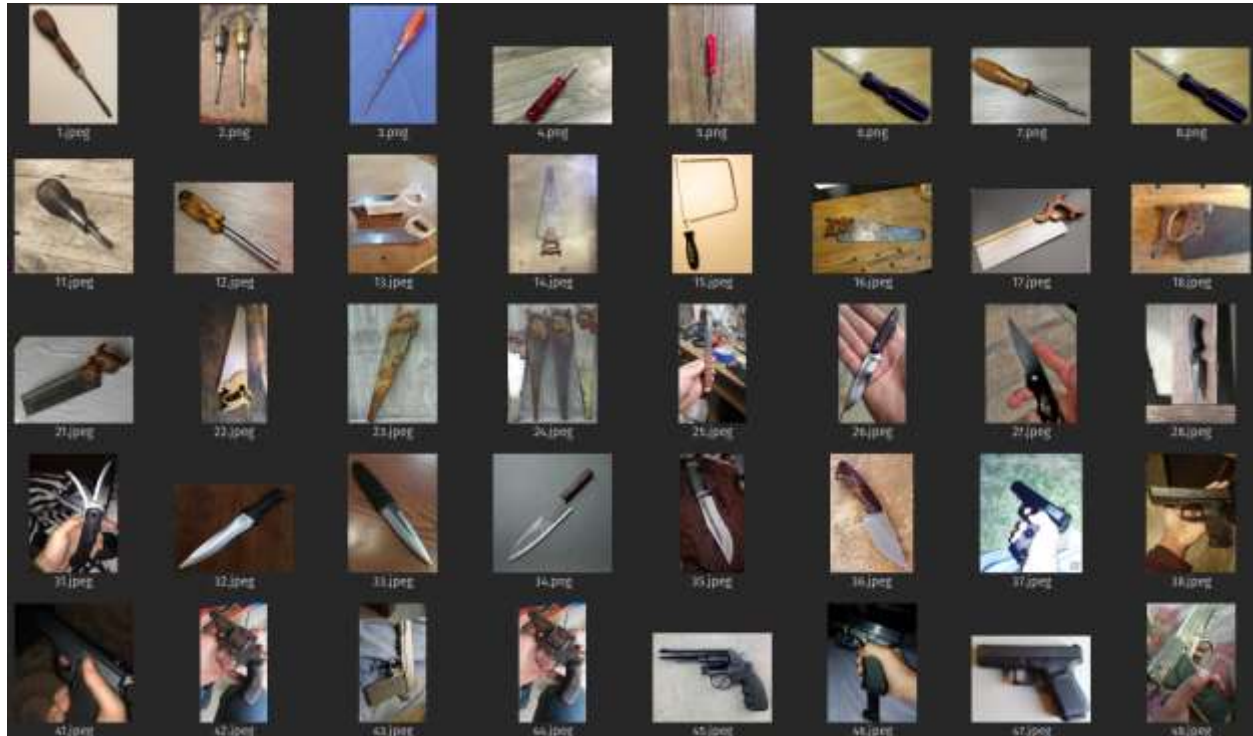 1.jpeg 2.png 3.png 4.png 5.png 6.png 7.png 8.png
11.jpeg 12.jpeg 13.jpeg 14.jpeg 15.jpeg 16.jpeg 17.jpeg 18.jpeg
21.jpeg 22.jpeg 23.jpeg 24.jpeg 25.jpeg 26.jpeg 27.jpeg 28.jpeg
31.jpeg 32.jpeg 33.jpeg 34.png 35.jpeg 36.jpeg 37.jpeg 38.jpeg
41.jpeg 42.jpeg 43.jpeg 44.jpeg 45.jpeg 46.jpeg 47.jpeg 48.jpeg